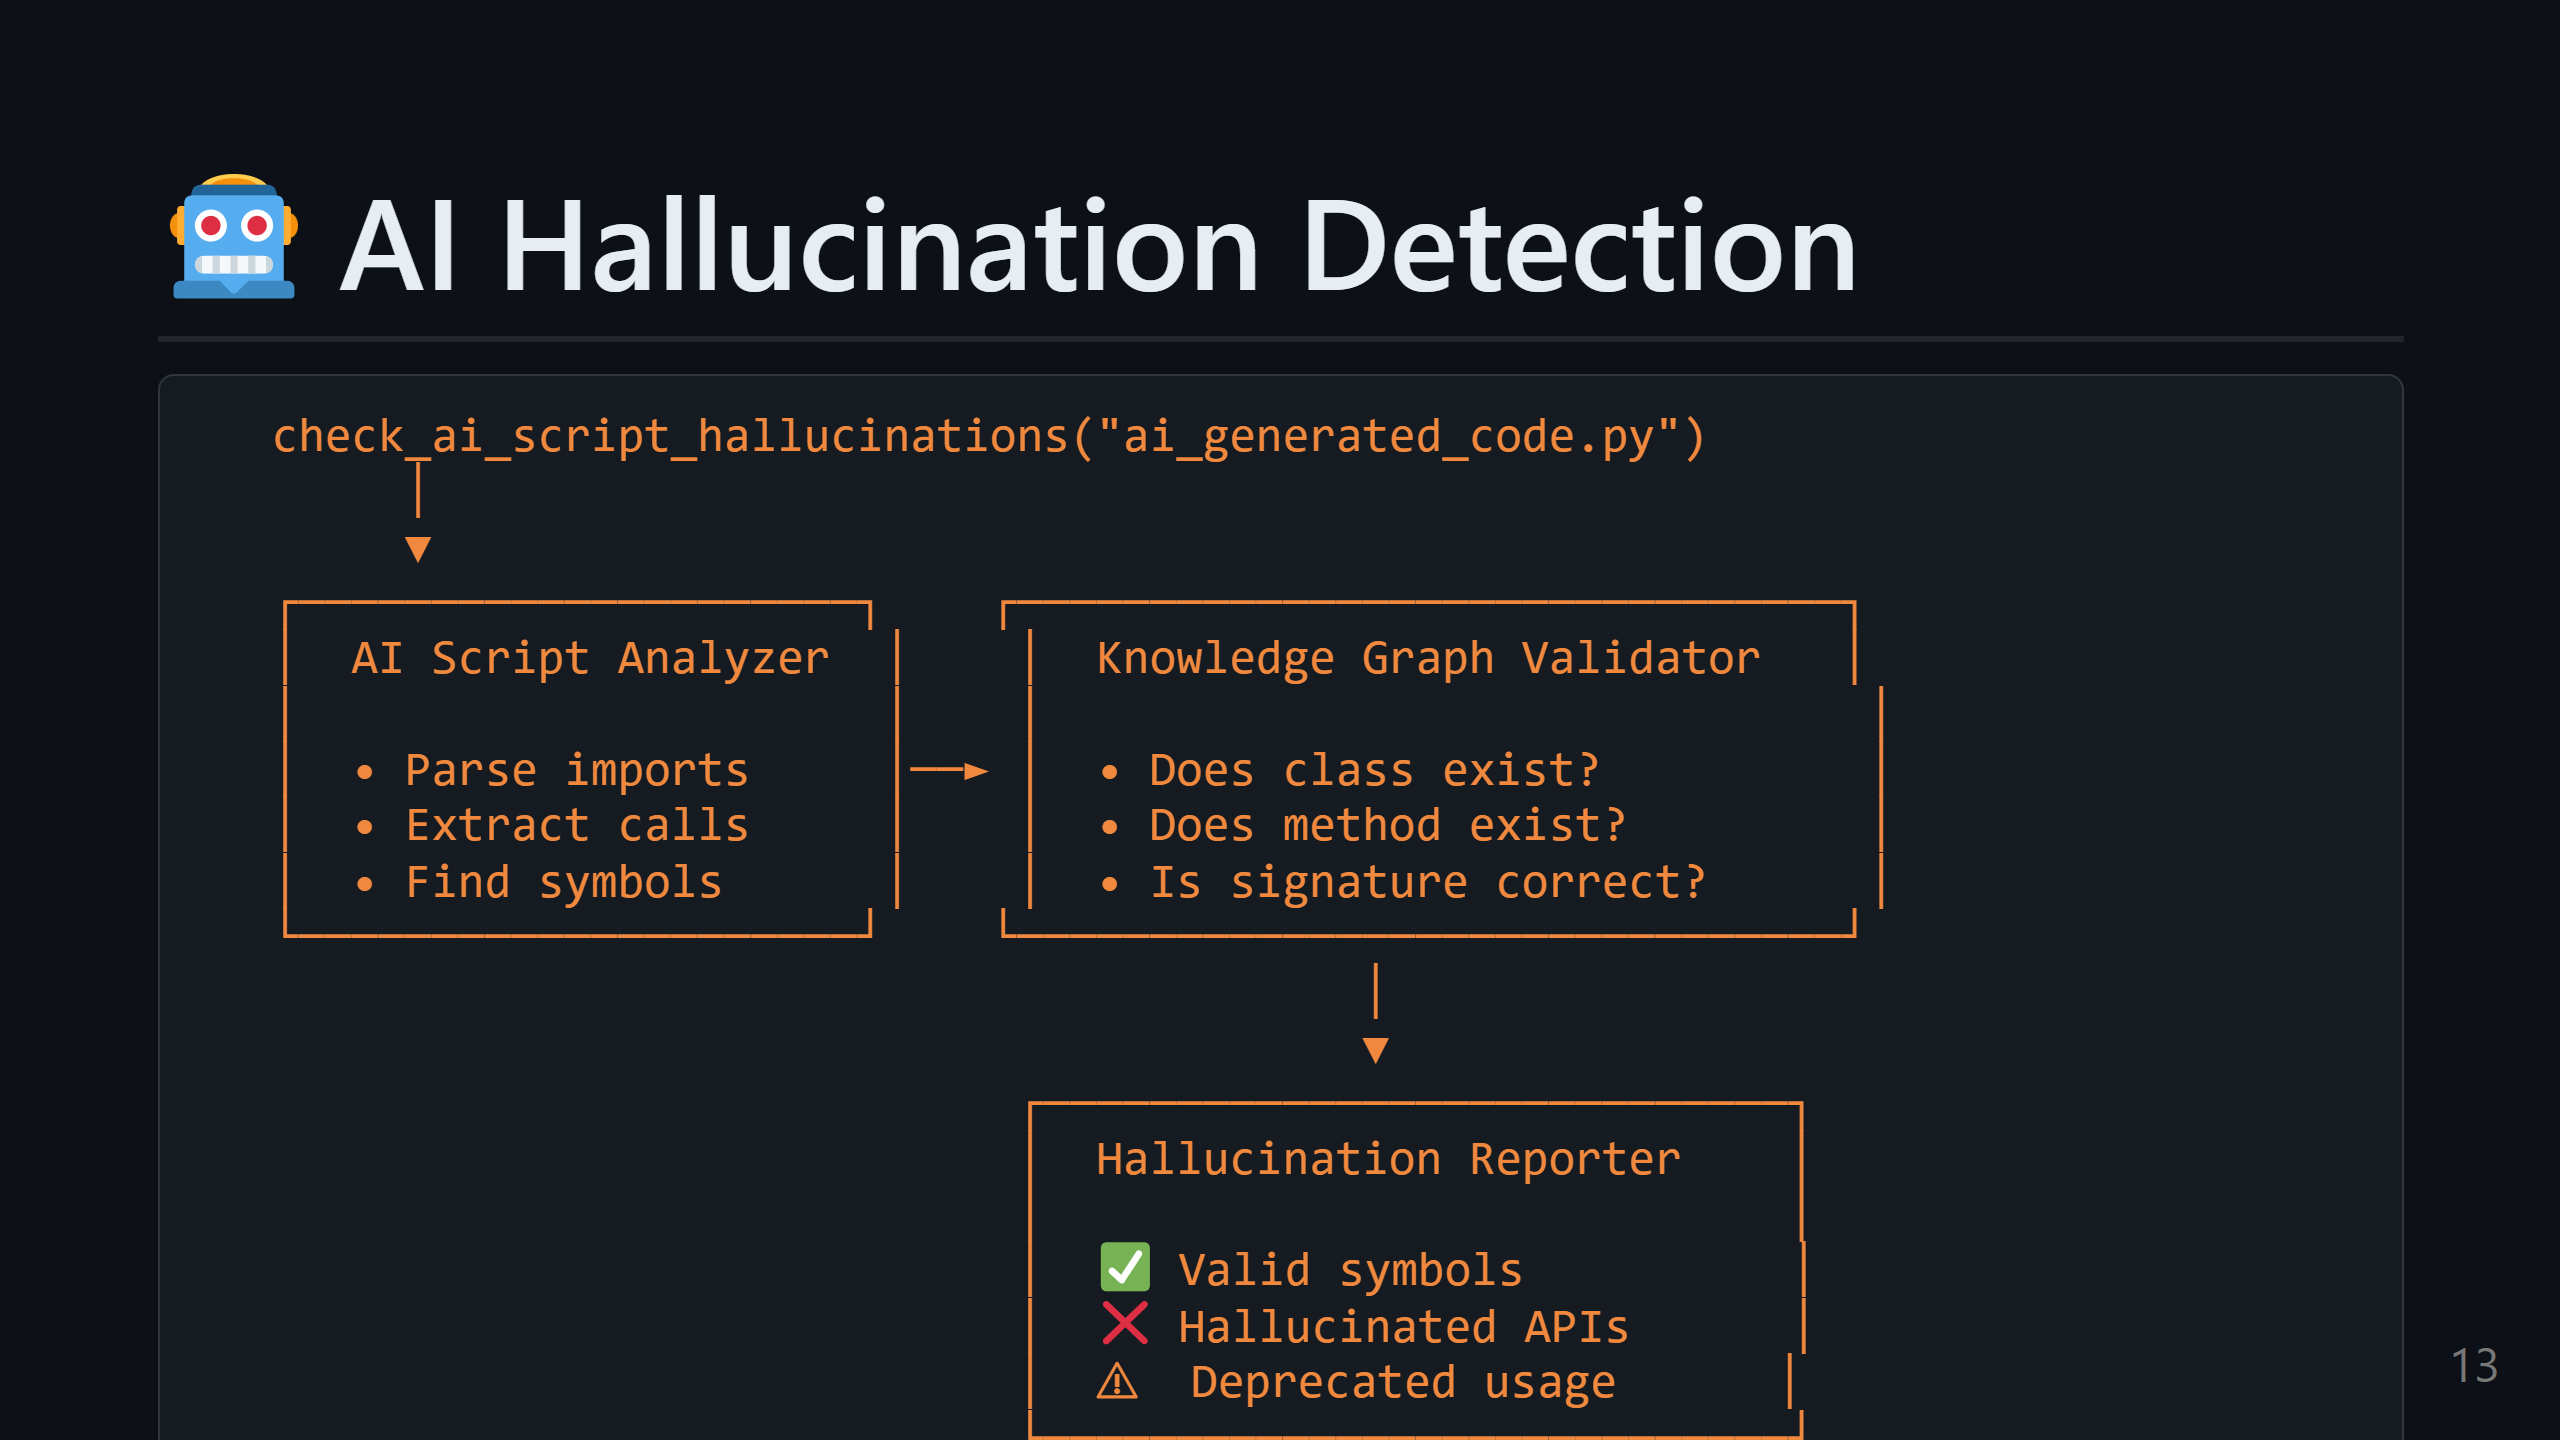 🤖 AI Hallucination Detection
check_ai_script_hallucinations("ai_generated_code.py")
AI Script Analyzer
• Parse imports
• Extract calls
• Find symbols
Knowledge Graph Validator
• Does class exist?
• Does method exist?
• Is signature correct?
Hallucination Reporter
✅ Valid symbols
❌ Hallucinated APIs
⚠ Deprecated usage
13